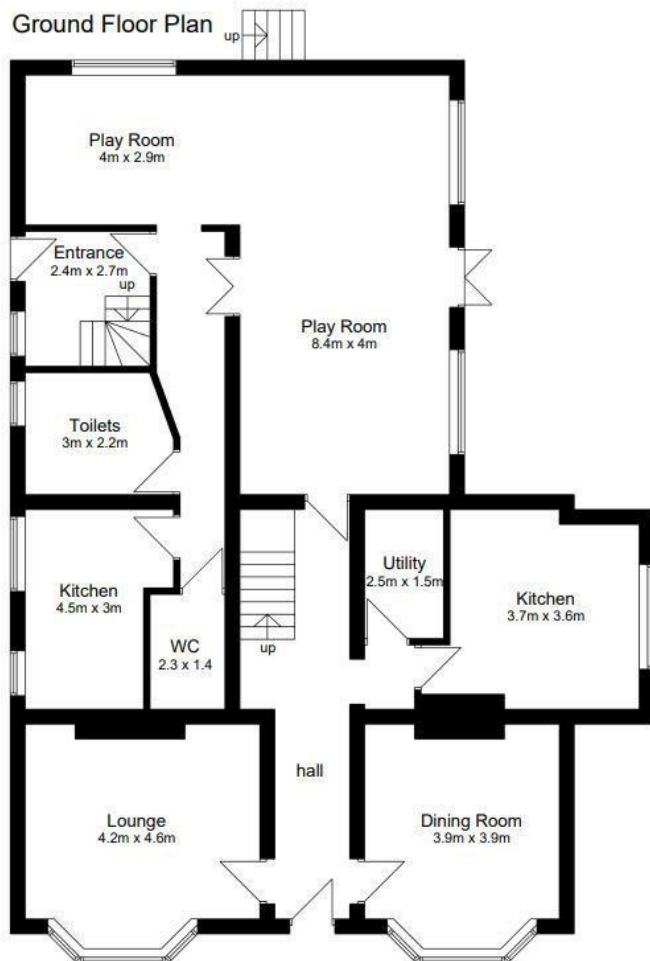 Ground Floor Plan
up
Play Room
4m x 2.9m
Entrance
2.4m x 2.7m
up
Play Room
8.4m x 4m
Toilets
3m x 2.2m
Kitchen
4.5m x 3m
WC
2.3 x 1.4
up
Utility
2.5m x 1.5m
Kitchen
3.7m x 3.6m
hall
Lounge
4.2m x 4.6m
Dining Room
3.9m x 3.9m